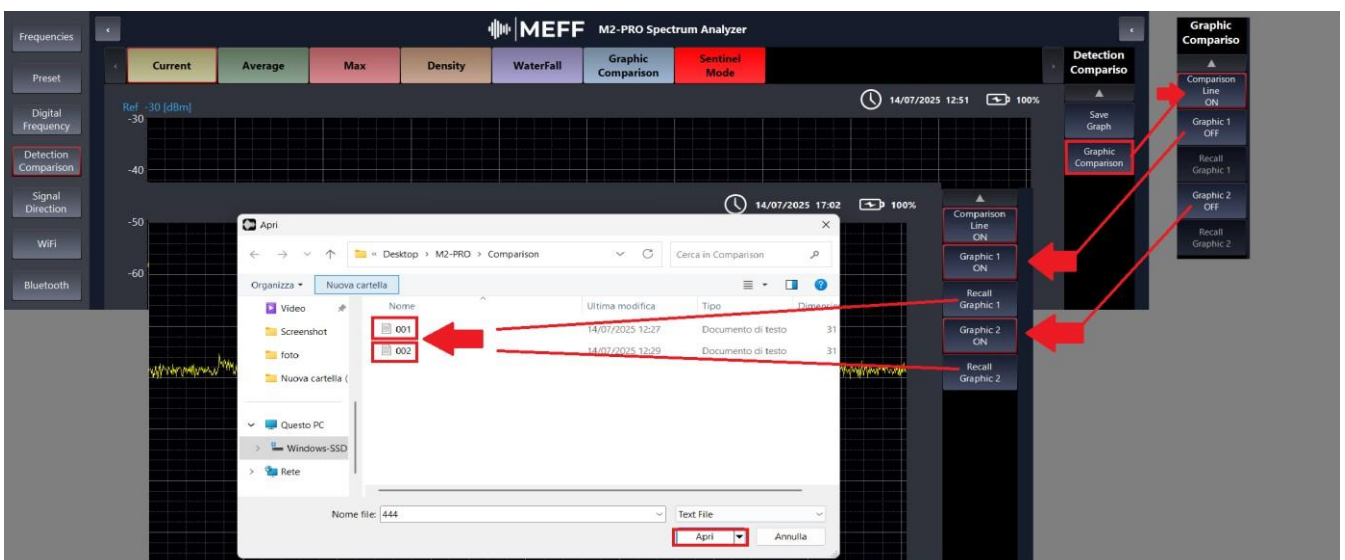 MEFF M2-PRO Spectrum Analyzer
Frequencies
Preset
Digital
Frequency
Detection
Comparison
Signal
Direction
WiFi
Bluetooth
Current
Average
Max
Density
WaterFall
Graphic
Comparison
Sentinel
Mode
Ref -30 [dBm]
14/07/2025 12:51 100%
-30
-40
-50
-60
Detection
Compariso
Save
Graph
Graphic
Comparison
Graphic
Compariso
Comparison
Line
ON
Graphic 1
OFF
Recall
Graphic 1
Graphic 2
OFF
Recall
Graphic 2
14/07/2025 17:02 100%
Comparison
Line
ON
Graphic 1
ON
Recall
Graphic 1
Graphic 2
ON
Recall
Graphic 2
Apri
« Desktop › M2-PRO › Comparison
Cerca in Comparison
Organizza
Nuova cartella
Nome Ultima modifica Tipo Dimensio
001 14/07/2025 12:27 Documento di testo 31
002 14/07/2025 12:29 Documento di testo 31
Video
Screenshot
foto
Nuova cartella (
Questo PC
Windows-SSD
Rete
Nome file: 444
Text File
Apri
Annulla